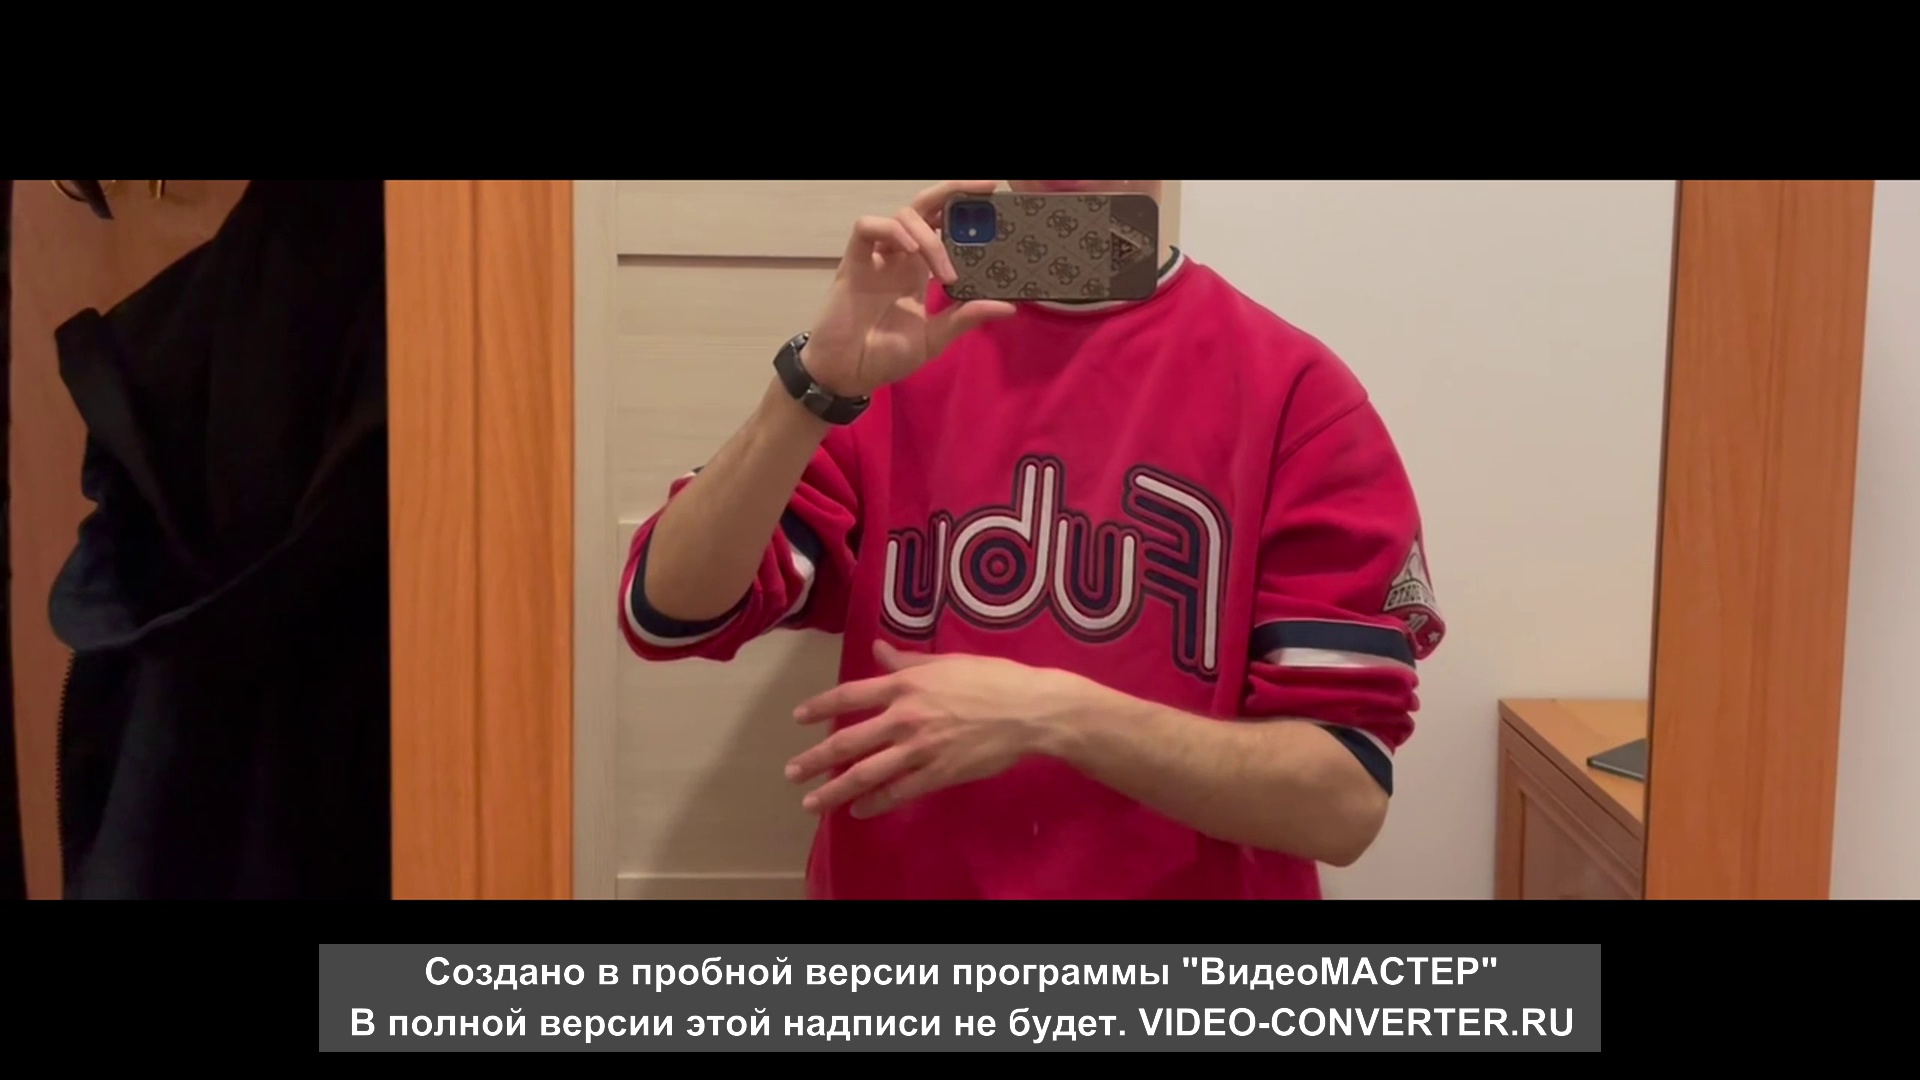 Fubu
Создано в пробной версии программы "ВидеоМАСТЕР"
В полной версии этой надписи не будет. VIDEO-CONVERTER.RU